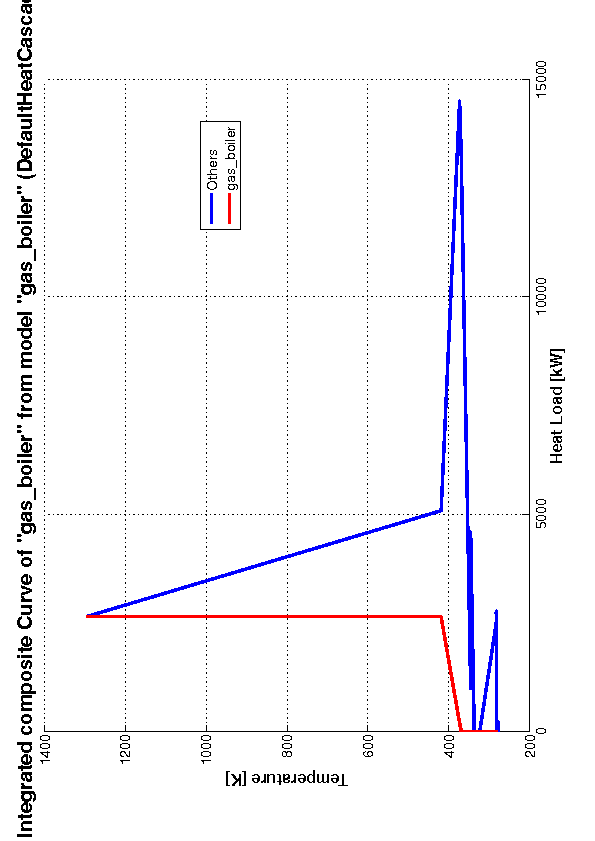 Integrated composite Curve of "gas_boiler" from model "gas_boiler" (DefaultHeatCasca
1400
1200
1000
800
600
400
200
Temperature [K]
0
5000
10000
15000
Heat Load [kW]
Others
gas_boiler